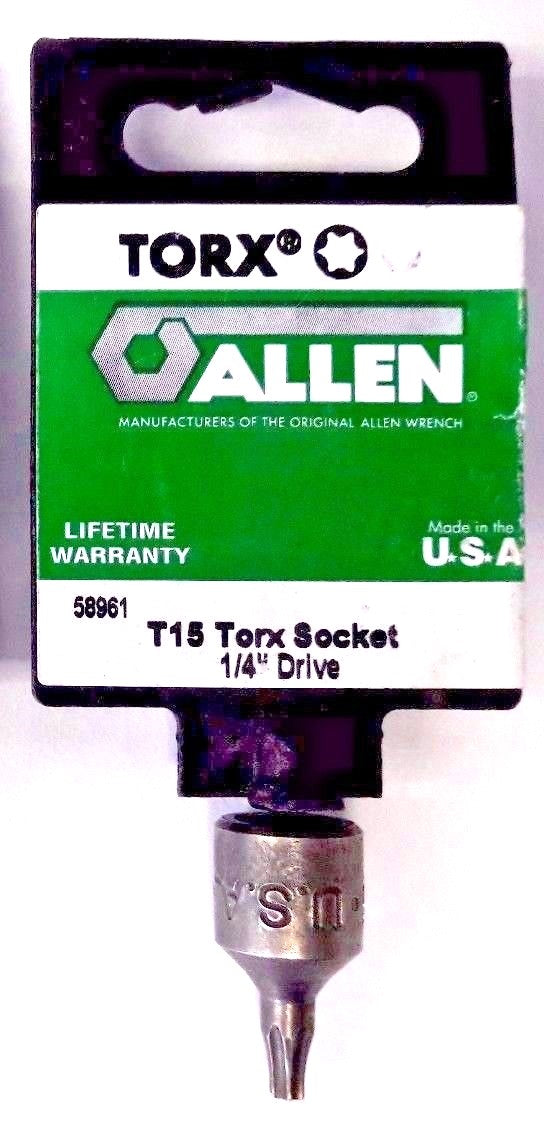 TORX®
ALLEN®
MANUFACTURERS OF THE ORIGINAL ALLEN WRENCH
LIFETIME
WARRANTY
Made in the
U.S.A
58961
T15 Torx Socket
1/4" Drive
U.S.A.